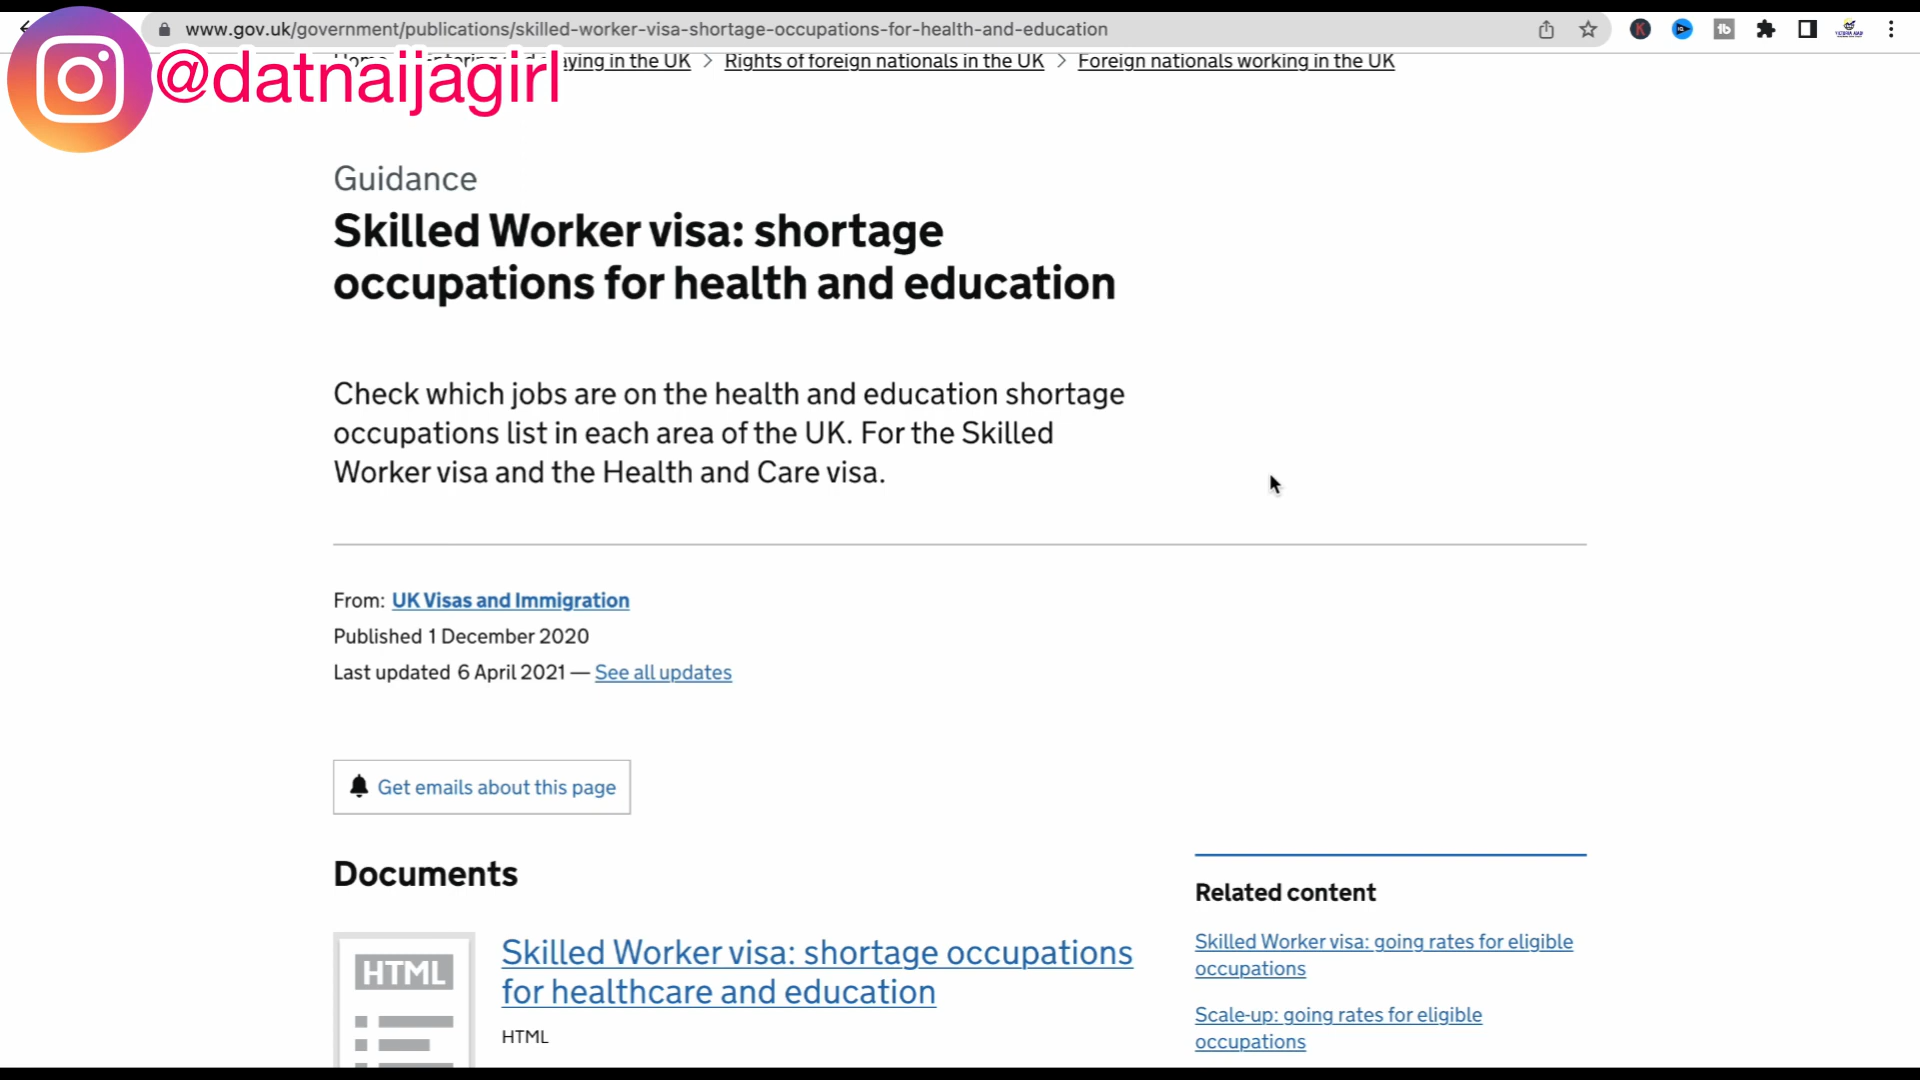 www.gov.uk/government/publications/skilled-worker-visa-shortage-occupations-for-health-and-education
@datnaijagirl
aying in the UK > Rights of foreign nationals in the UK > Foreign nationals working in the UK
Guidance
Skilled Worker visa: shortage
occupations for health and education
Check which jobs are on the health and education shortage
occupations list in each area of the UK. For the Skilled
Worker visa and the Health and Care visa.
From: UK Visas and Immigration
Published 1 December 2020
Last updated 6 April 2021 — See all updates
Get emails about this page
Documents
HTML
Skilled Worker visa: shortage occupations
for healthcare and education
HTML
Related content
Skilled Worker visa: going rates for eligible
occupations
Scale-up: going rates for eligible
occupations